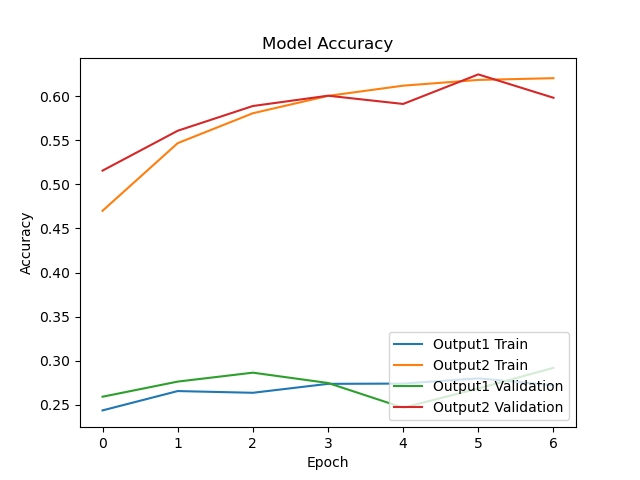 Model Accuracy
Accuracy
0.60
0.55
0.50
0.45
0.40
0.35
0.30
0.25
Output1 Train
Output2 Train
Output1 Validation
Output2 Validation
0 1 2 3 4 5 6
Epoch